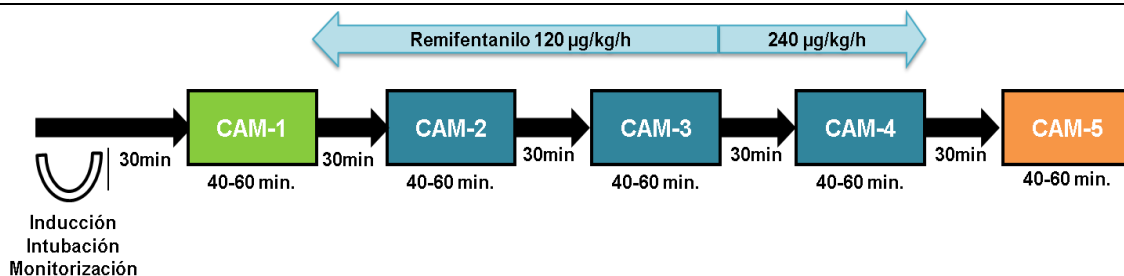 Remifentanilo 120 µg/kg/h 240 µg/kg/h
CAM-1 CAM-2 CAM-3 CAM-4 CAM-5
30min 30min 30min 30min 30min
40-60 min. 40-60 min. 40-60 min. 40-60 min. 40-60 min.
Inducción
Intubación
Monitorización